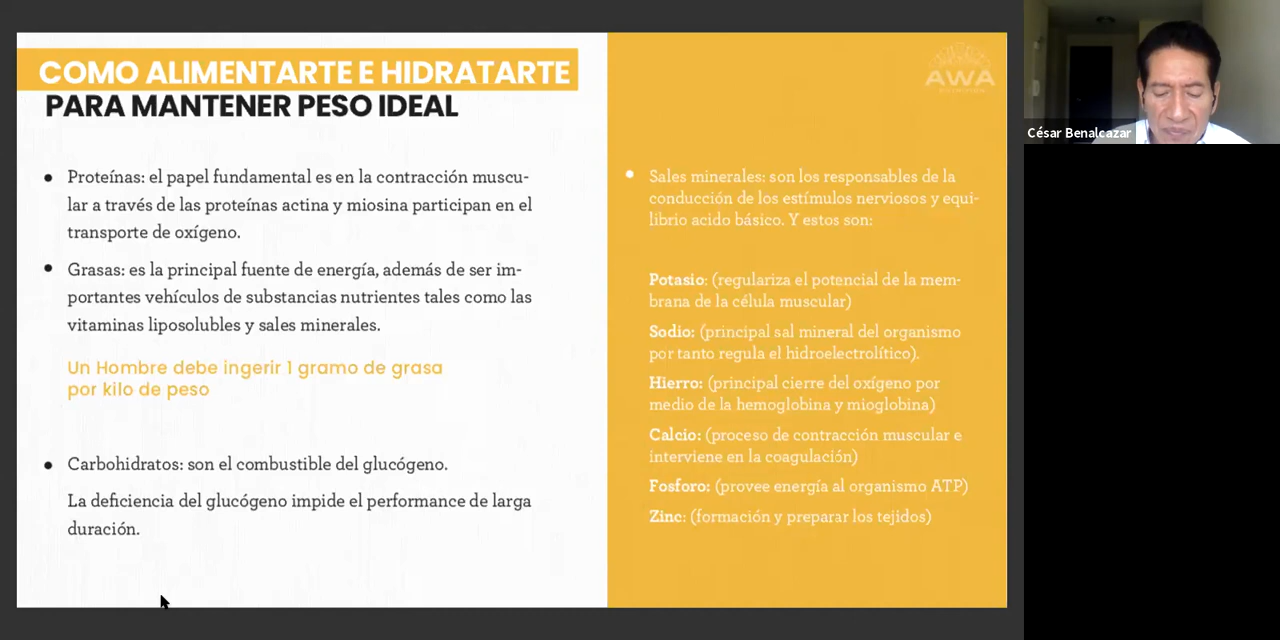 COMO ALIMENTARTE E HIDRATARTE
PARA MANTENER PESO IDEAL
Proteínas: el papel fundamental es en la contracción muscu-
lar a través de las proteínas actina y miosina participan en el
transporte de oxígeno.
Grasas: es la principal fuente de energía, además de ser im-
portantes vehículos de substancias nutrientes tales como las
vitaminas liposolubles y sales minerales.
Un Hombre debe ingerir 1 gramo de grasa
por kilo de peso
Carbohidratos: son el combustible del glucógeno.
La deficiencia del glucógeno impide el performance de larga
duración.
AWA
Sales minerales: son los responsables de la
conducción de los estímulos nerviosos y equi-
librio acido básico. Y estos son:
Potasio: (regulariza el potencial de la mem-
brana de la célula muscular)
Sodio: (principal sal mineral del organismo
por tanto regula el hidroelectrolítico).
Hierro: (principal cierre del oxígeno por
medio de la hemoglobina y mioglobina)
Calcio: (proceso de contracción muscular e
interviene en la coagulación)
Fosforo: (provee energía al organismo ATP)
Zinc: (formación y preparar los tejidos)
César Benalcazar